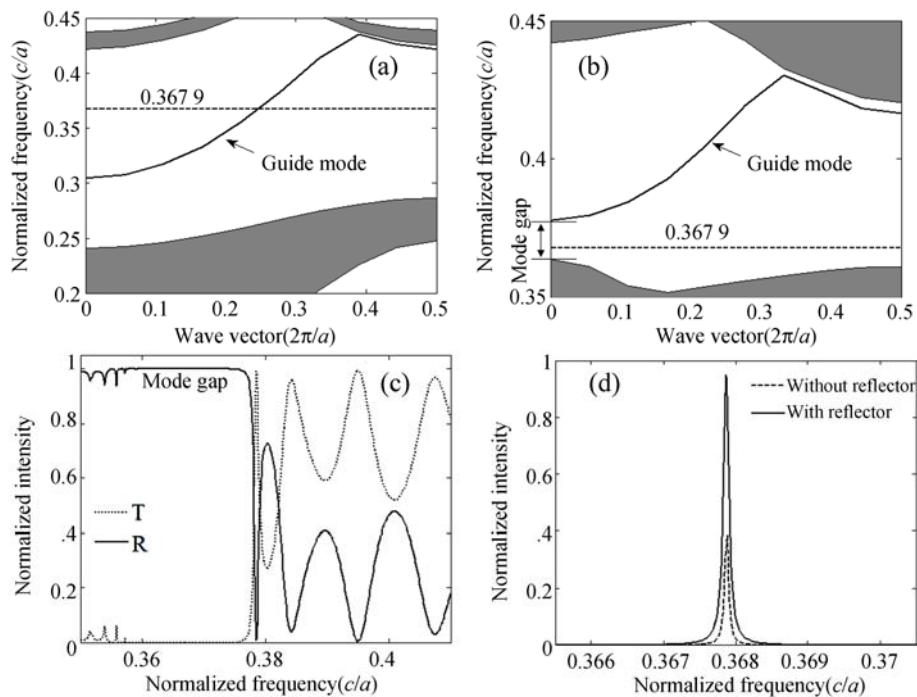 0.45
(a)
0.4
0.367 9
0.35
Guide mode
0.3
0.25
0.2
0 0.1 0.2 0.3 0.4 0.5
Wave vector(2π/a)
Normalized frequency(c/a)
0.45
(b)
0.4
Guide mode
Mode gap
0.367 9
0.35
0 0.1 0.2 0.3 0.4 0.5
Wave vector(2π/a)
Normalized frequency(c/a)
1
Mode gap
(c)
0.8
0.6
T
0.4
R
0.2
0
0.36 0.38 0.4
Normalized frequency(c/a)
Normalized intensity
1
(d)
Without reflector
With reflector
0.8
0.6
0.4
0.2
0
0.366 0.367 0.368 0.369 0.37
Normalized frequency(c/a)
Normalized intensity